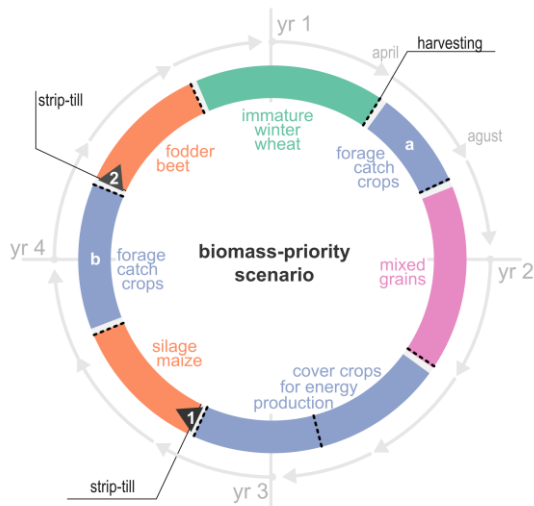 yr 1
harvesting
april
strip-till
immature
winter
wheat
fodder
beet
2
a
agust
forage
catch
crops
yr 4
b
forage
catch
crops
biomass-priority
scenario
mixed
grains
yr 2
silage
maize
cover crops
for energy
production
1
yr 3
strip-till